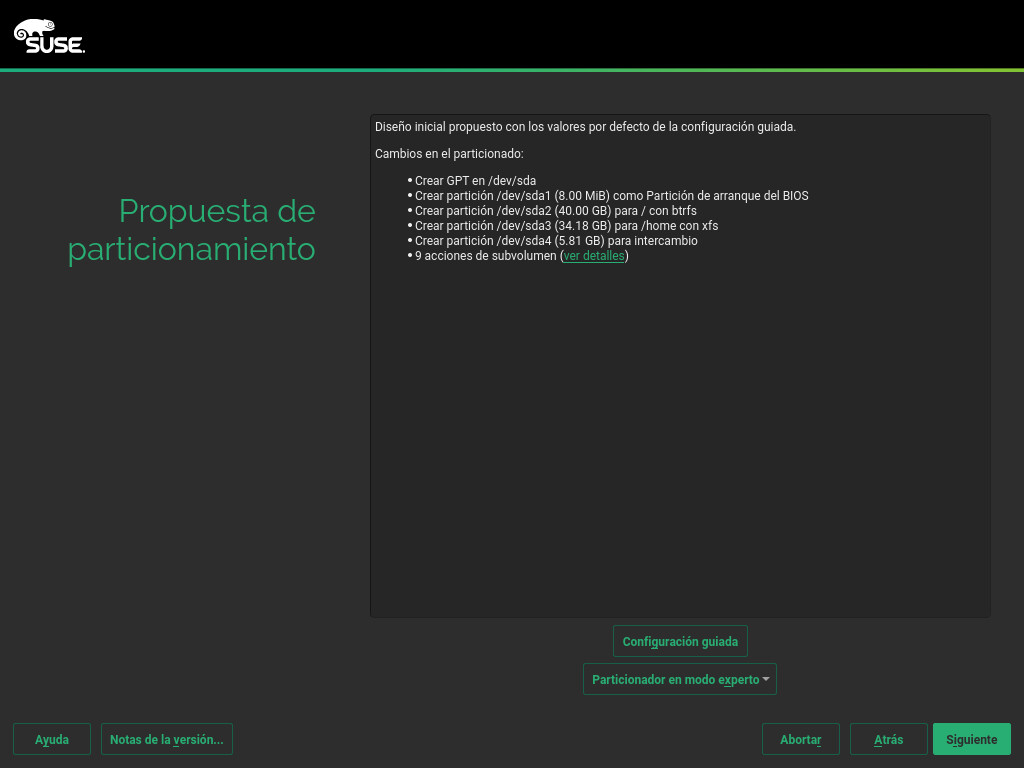 SUSE.
Propuesta de
particionamiento
Diseño inicial propuesto con los valores por defecto de la configuración guiada.
Cambios en el particionado:
• Crear GPT en /dev/sda
• Crear partición /dev/sda1 (8.00 MiB) como Partición de arranque del BIOS
• Crear partición /dev/sda2 (40.00 GB) para / con btrfs
• Crear partición /dev/sda3 (34.18 GB) para /home con xfs
• Crear partición /dev/sda4 (5.81 GB) para intercambio
• 9 acciones de subvolumen (ver detalles)
Configuración guiada
Particionador en modo experto
Ayuda
Notas de la versión...
Abortar
Atrás
Siguiente